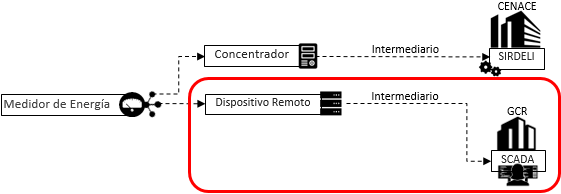 CENACE
Concentrador
Intermediario
SIRDELI
Medidor de Energía
Dispositivo Remoto
Intermediario
GCR
SCADA